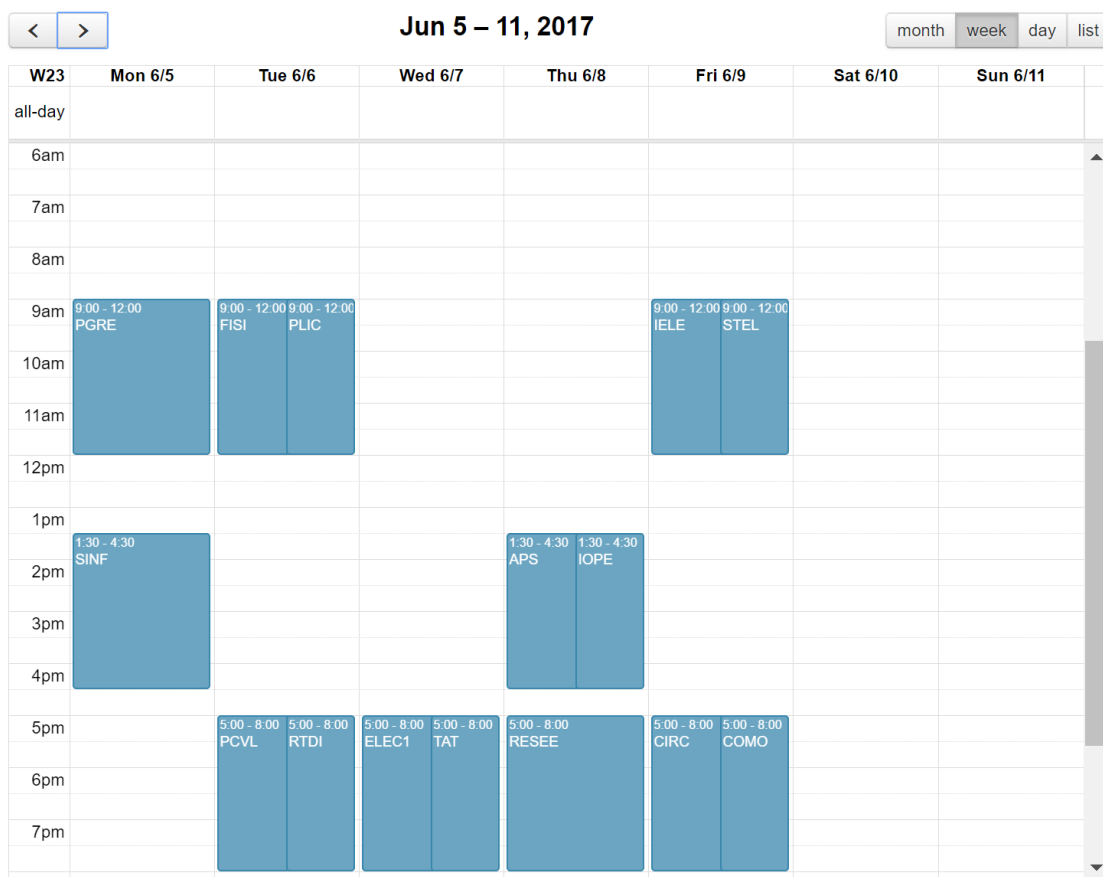 Jun 5 – 11, 2017
month week day list
W23 Mon 6/5 Tue 6/6 Wed 6/7 Thu 6/8 Fri 6/9 Sat 6/10 Sun 6/11
all-day
6am
7am
8am
9am
9:00 - 12:00
PGRE
9:00 - 12:00
FISI
9:00 - 12:00
PLIC
9:00 - 12:00
IELE
9:00 - 12:00
STEL
10am
11am
12pm
1pm
1:30 - 4:30
SINF
1:30 - 4:30
APS
1:30 - 4:30
IOPE
2pm
3pm
4pm
5pm
5:00 - 8:00
PCVL
5:00 - 8:00
RTDI
5:00 - 8:00
ELEC1
5:00 - 8:00
TAT
5:00 - 8:00
RESEE
5:00 - 8:00
CIRC
5:00 - 8:00
COMO
6pm
7pm